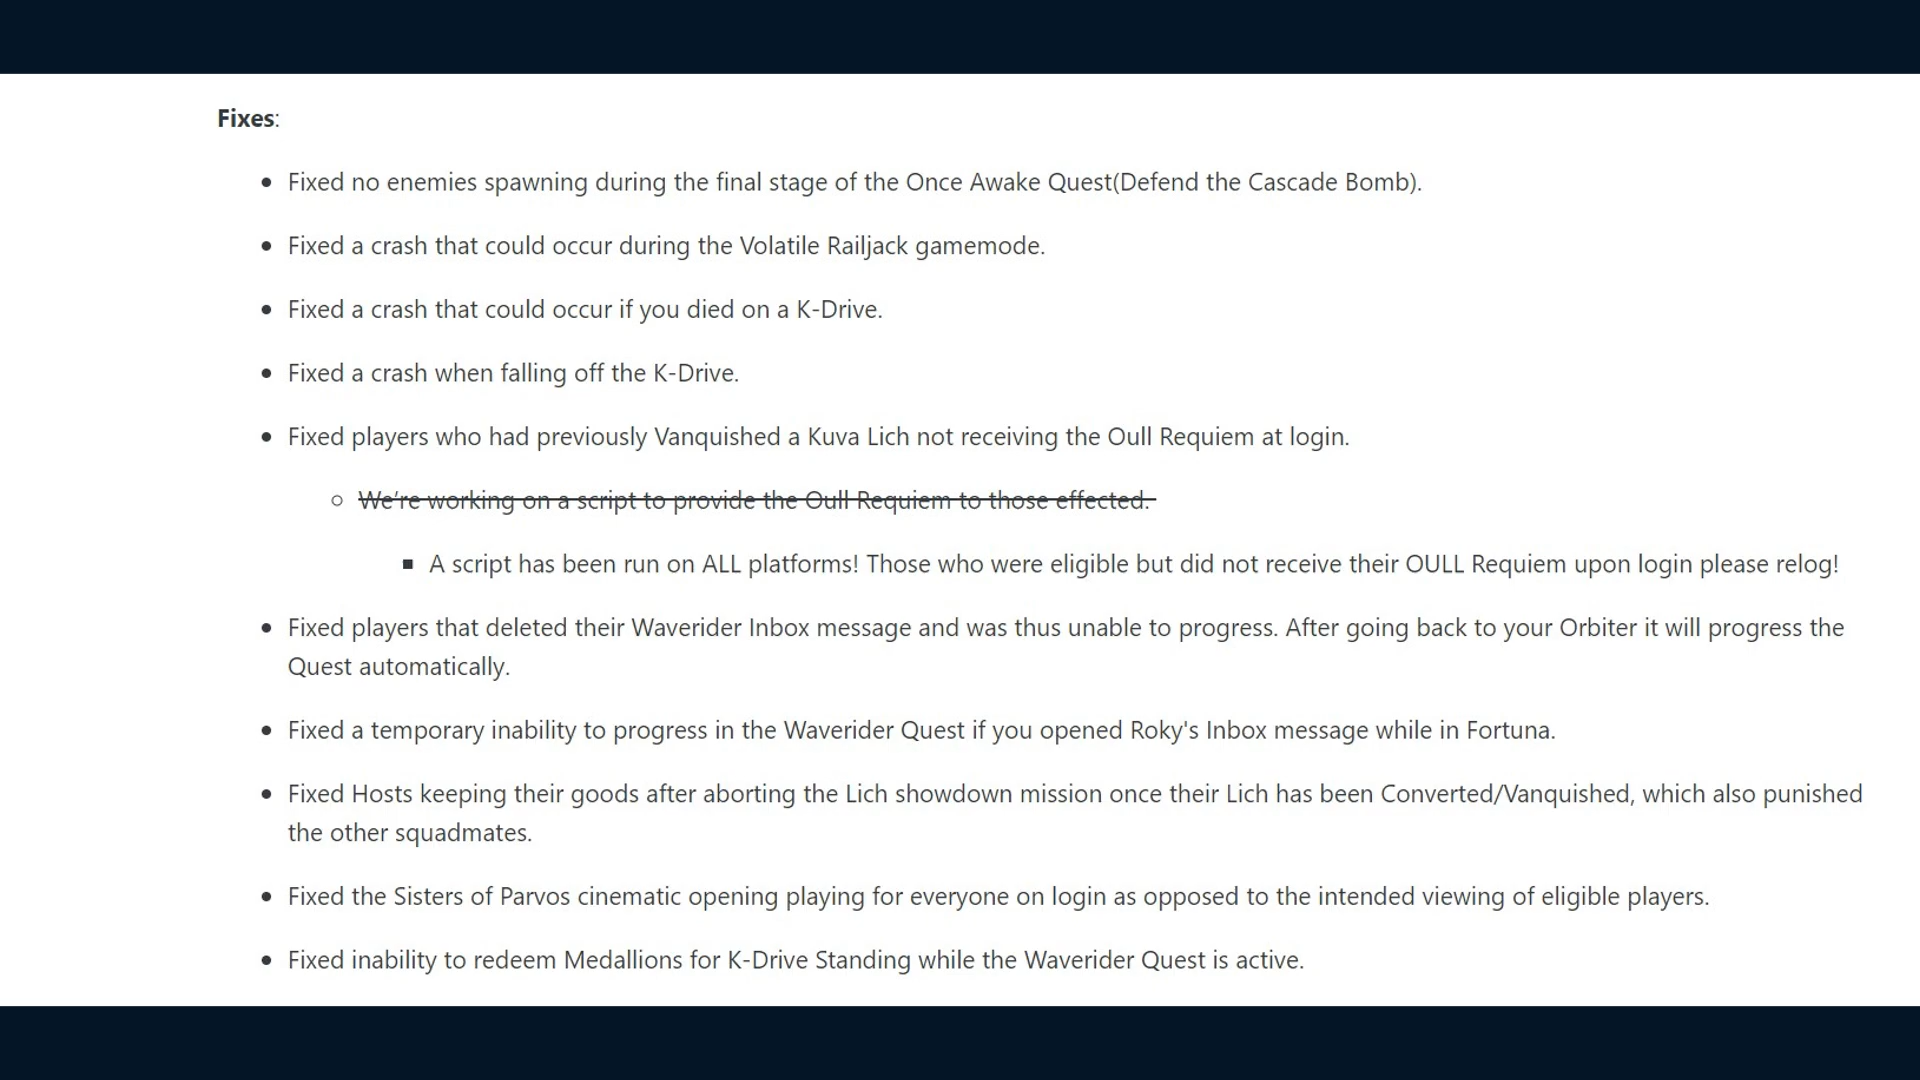 Fixes:
Fixed no enemies spawning during the final stage of the Once Awake Quest(Defend the Cascade Bomb).
Fixed a crash that could occur during the Volatile Railjack gamemode.
Fixed a crash that could occur if you died on a K-Drive.
Fixed a crash when falling off the K-Drive.
Fixed players who had previously Vanquished a Kuva Lich not receiving the Oull Requiem at login.
We're working on a script to provide the Oull Requiem to those effected.
A script has been run on ALL platforms! Those who were eligible but did not receive their OULL Requiem upon login please relog!
Fixed players that deleted their Waverider Inbox message and was thus unable to progress. After going back to your Orbiter it will progress the
Quest automatically.
Fixed a temporary inability to progress in the Waverider Quest if you opened Roky's Inbox message while in Fortuna.
Fixed Hosts keeping their goods after aborting the Lich showdown mission once their Lich has been Converted/Vanquished, which also punished
the other squadmates.
Fixed the Sisters of Parvos cinematic opening playing for everyone on login as opposed to the intended viewing of eligible players.
Fixed inability to redeem Medallions for K-Drive Standing while the Waverider Quest is active.